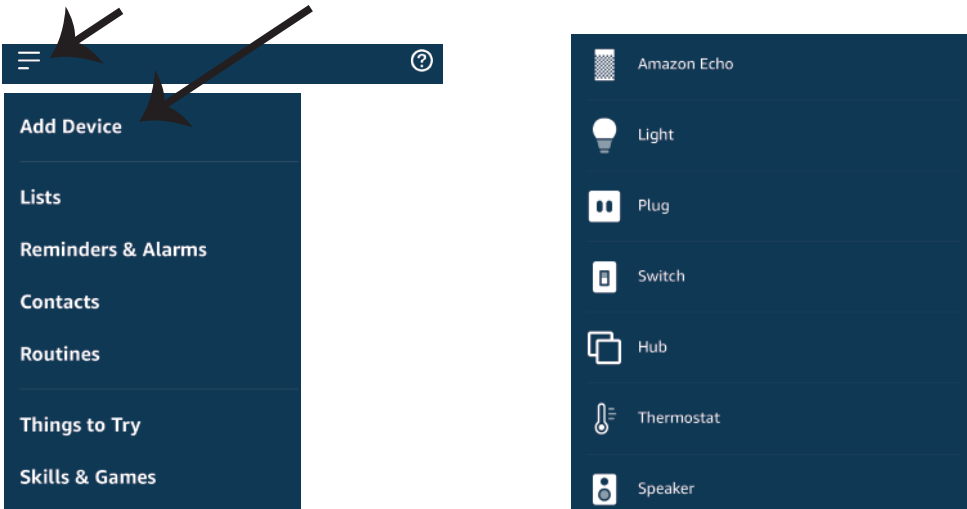 ?
Add Device
Lists
Reminders & Alarms
Contacts
Routines
Things to Try
Skills & Games
Amazon Echo
Light
Plug
Switch
Hub
Thermostat
Speaker